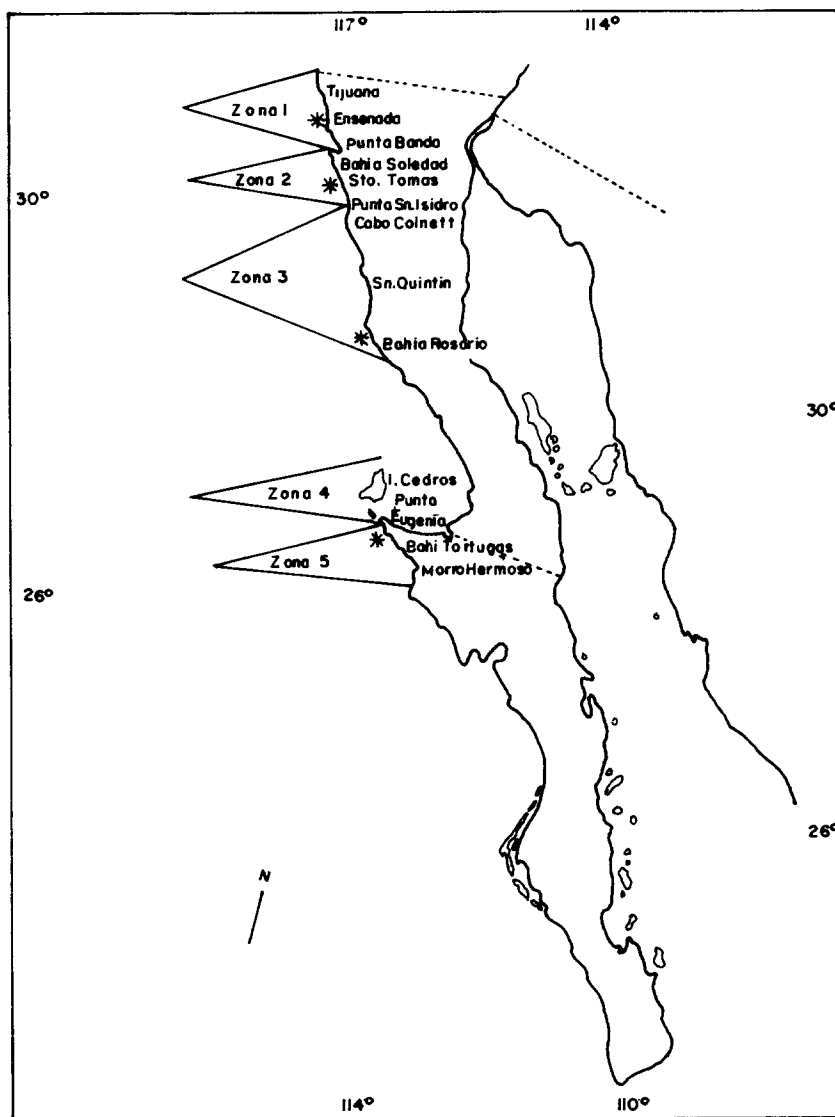 117° 114°
Tijuana
Zona 1
Ensenada
Punta Banda
Bahia Soledad
Zona 2
Sto. Tomas
30°
Punta Sn. Isidro
Cabo Colnett
Zona 3
Sn. Quintin
Bahia Rosario
30°
I. Cedros
Zona 4
Punta
Eugenia
Bahi Tortugas
Zona 5
Morro Hermoso
26°
26°
N
114° 110°